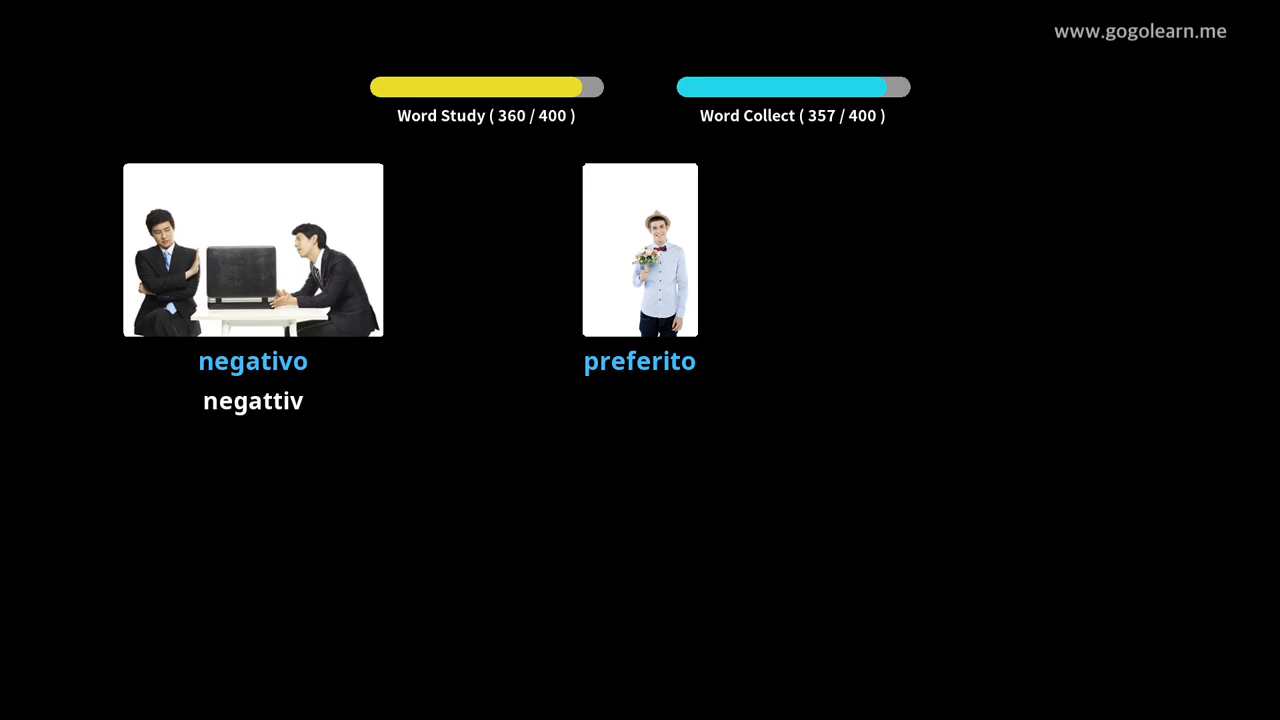 www.gogolearn.me
Word Study ( 360 / 400 )
Word Collect ( 357 / 400 )
negativo
preferito
negattiv